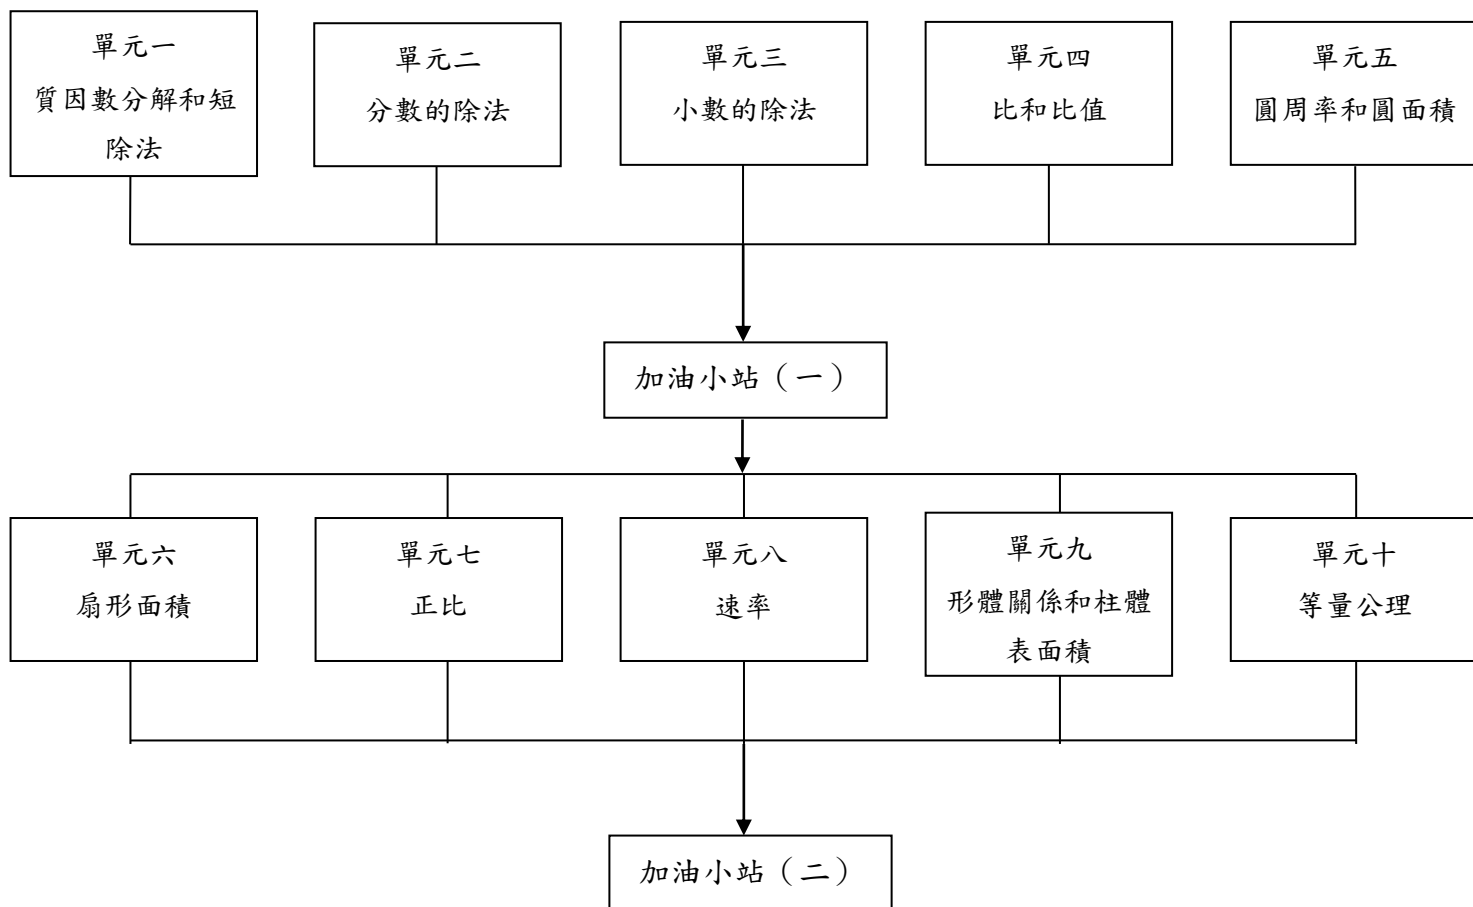 單元一
質因數分解和短
除法
單元二
分數的除法
單元三
小數的除法
單元四
比和比值
單元五
圓周率和圓面積
加油小站（一）
單元六
扇形面積
單元七
正比
單元八
速率
單元九
形體關係和柱體
表面積
單元十
等量公理
加油小站（二）